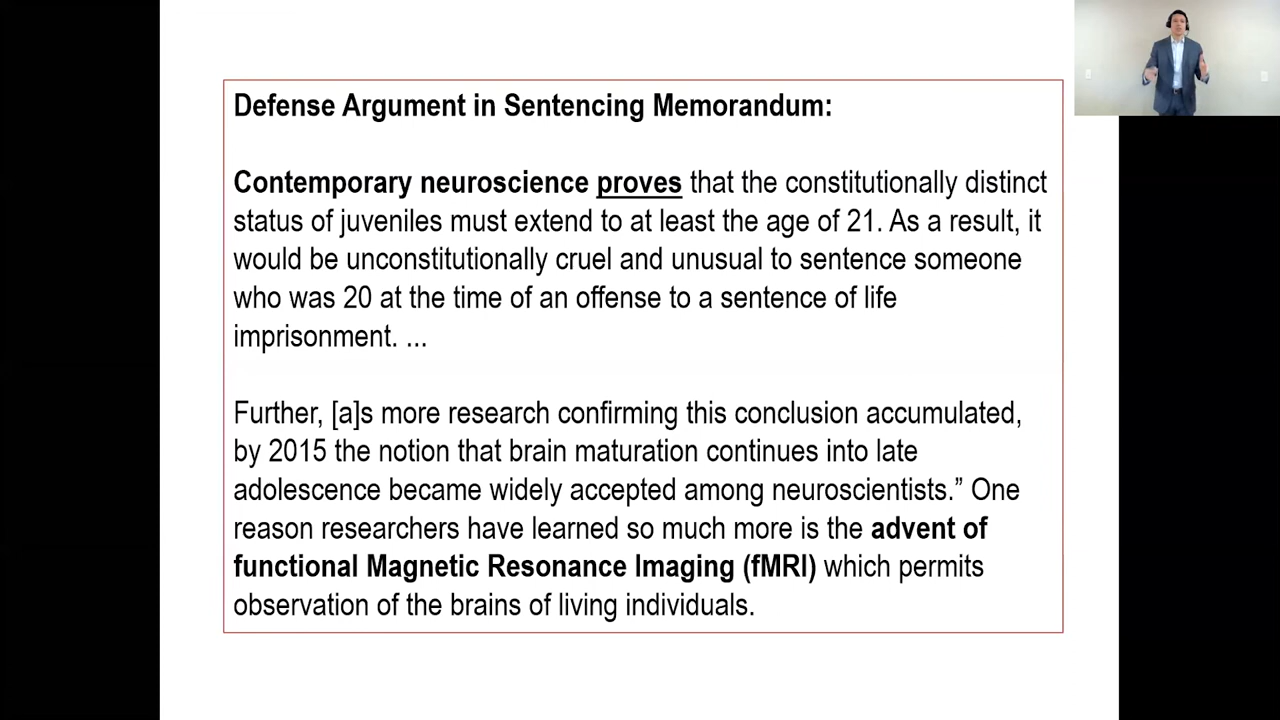 Defense Argument in Sentencing Memorandum:
Contemporary neuroscience proves that the constitutionally distinct
status of juveniles must extend to at least the age of 21. As a result, it
would be unconstitutionally cruel and unusual to sentence someone
who was 20 at the time of an offense to a sentence of life
imprisonment. ...
Further, [a]s more research confirming this conclusion accumulated,
by 2015 the notion that brain maturation continues into late
adolescence became widely accepted among neuroscientists.” One
reason researchers have learned so much more is the advent of
functional Magnetic Resonance Imaging (fMRI) which permits
observation of the brains of living individuals.